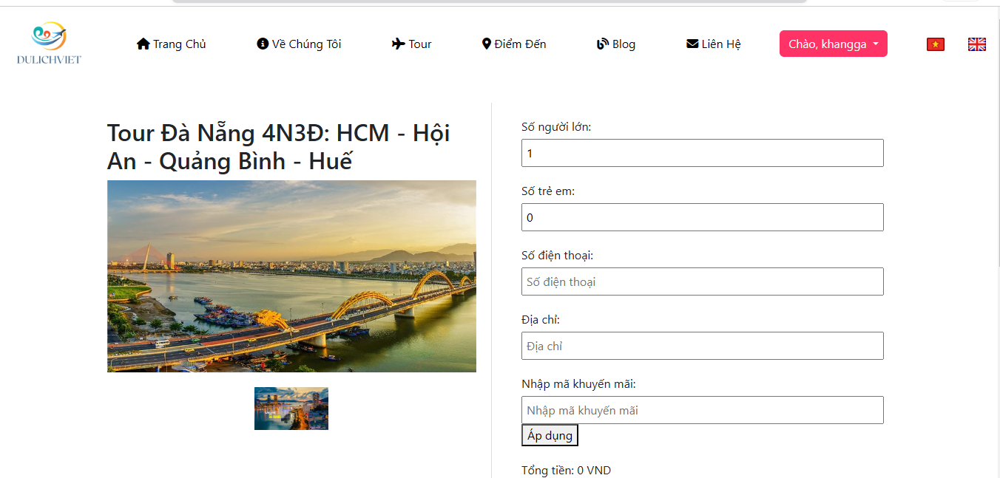 DULICHVIET
Trang Chủ
Về Chúng Tôi
Tour
Điểm Đến
Blog
Liên Hệ
Chào, khangga
Tour Đà Nẵng 4N3Đ: HCM - Hội
An - Quảng Bình - Huế
Số người lớn:
1
Số trẻ em:
0
Số điện thoại:
Số điện thoại
Địa chỉ:
Địa chỉ
Nhập mã khuyến mãi:
Nhập mã khuyến mãi
Áp dụng
Tổng tiền: 0 VND